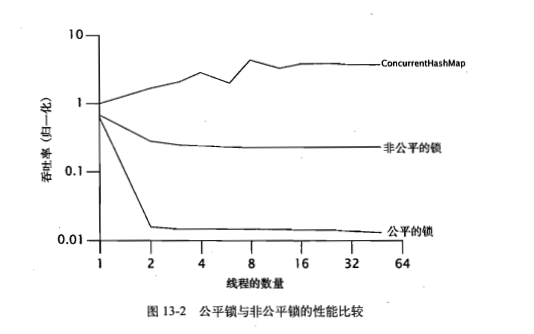 10
ConcurrentHashMap
1
非公平的锁
0.1
吞吐率（归一化）
公平的锁
0.01
1 2 4 8 16 32 64
线程的数量
图 13-2 公平锁与非公平锁的性能比较